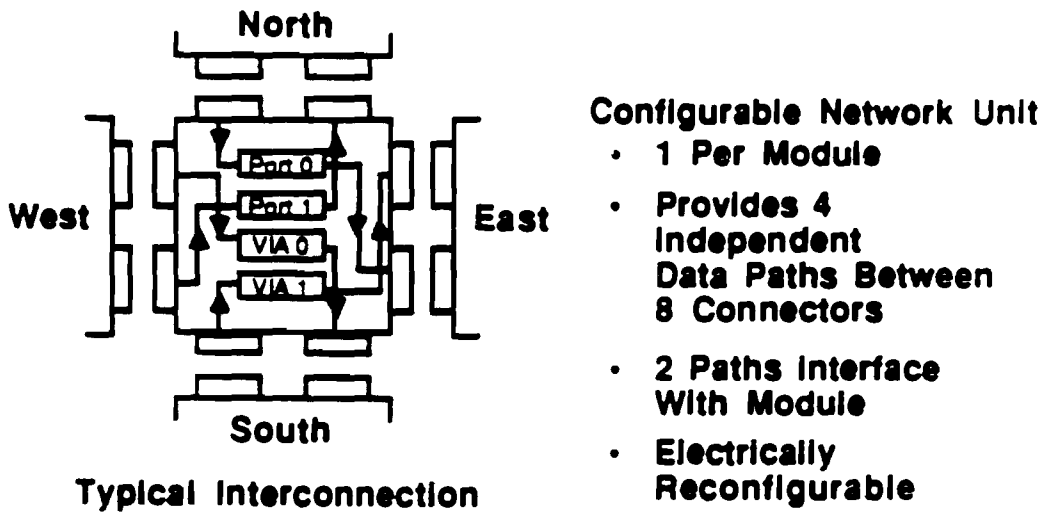 North
West
East
South
Port 0
Port 1
VIA 0
VIA 1
Typical Interconnection
Configurable Network Unit
• 1 Per Module
• Provides 4
Independent
Data Paths Between
8 Connectors
• 2 Paths Interface
With Module
• Electrically
Reconfigurable